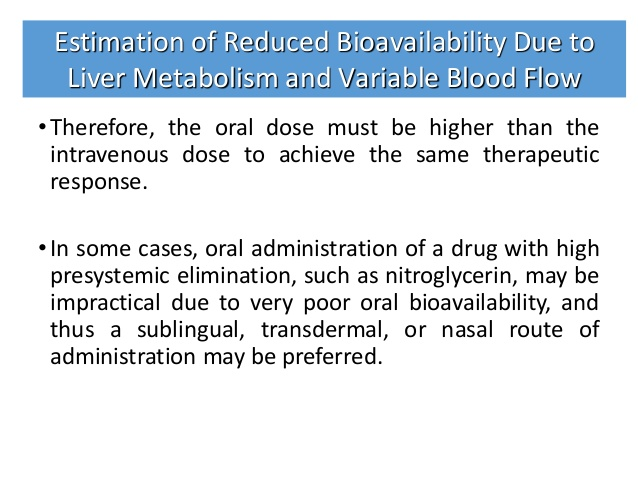 Estimation of Reduced Bioavailability Due to
Liver Metabolism and Variable Blood Flow
•Therefore, the oral dose must be higher than the
intravenous dose to achieve the same therapeutic
response.
•In some cases, oral administration of a drug with high
presystemic elimination, such as nitroglycerin, may be
impractical due to very poor oral bioavailability, and
thus a sublingual, transdermal, or nasal route of
administration may be preferred.